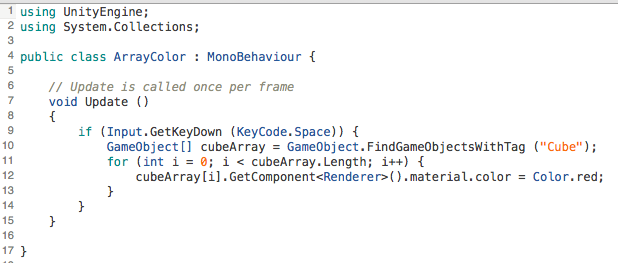 1 using UnityEngine;
2 using System.Collections;
3
4 public class ArrayColor : MonoBehaviour {
5
6     // Update is called once per frame
7     void Update ()
8     {
9         if (Input.GetKeyDown (KeyCode.Space)) {
10             GameObject[] cubeArray = GameObject.FindGameObjectsWithTag ("Cube");
11             for (int i = 0; i < cubeArray.Length; i++) {
12                 cubeArray[i].GetComponent<Renderer>().material.color = Color.red;
13             }
14         }
15     }
16
17 }